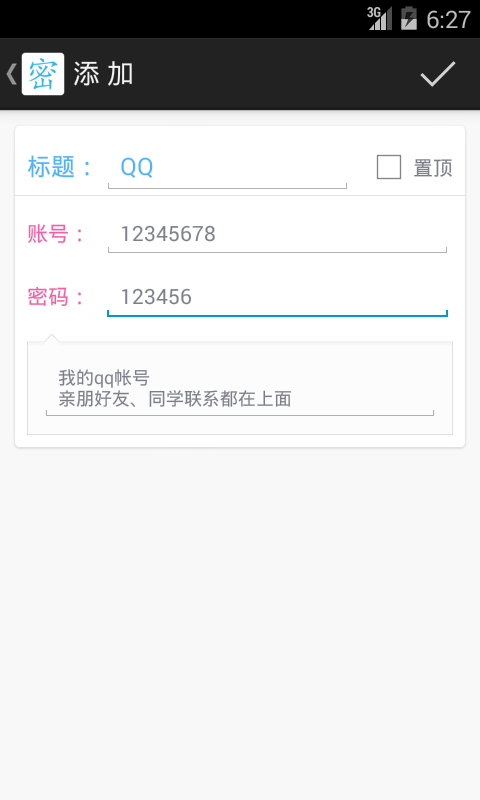 3G 6:27
密 添加
标题： QQ 置顶
账号： 12345678
密码： 123456
我的qq帐号
亲朋好友、同学联系都在上面